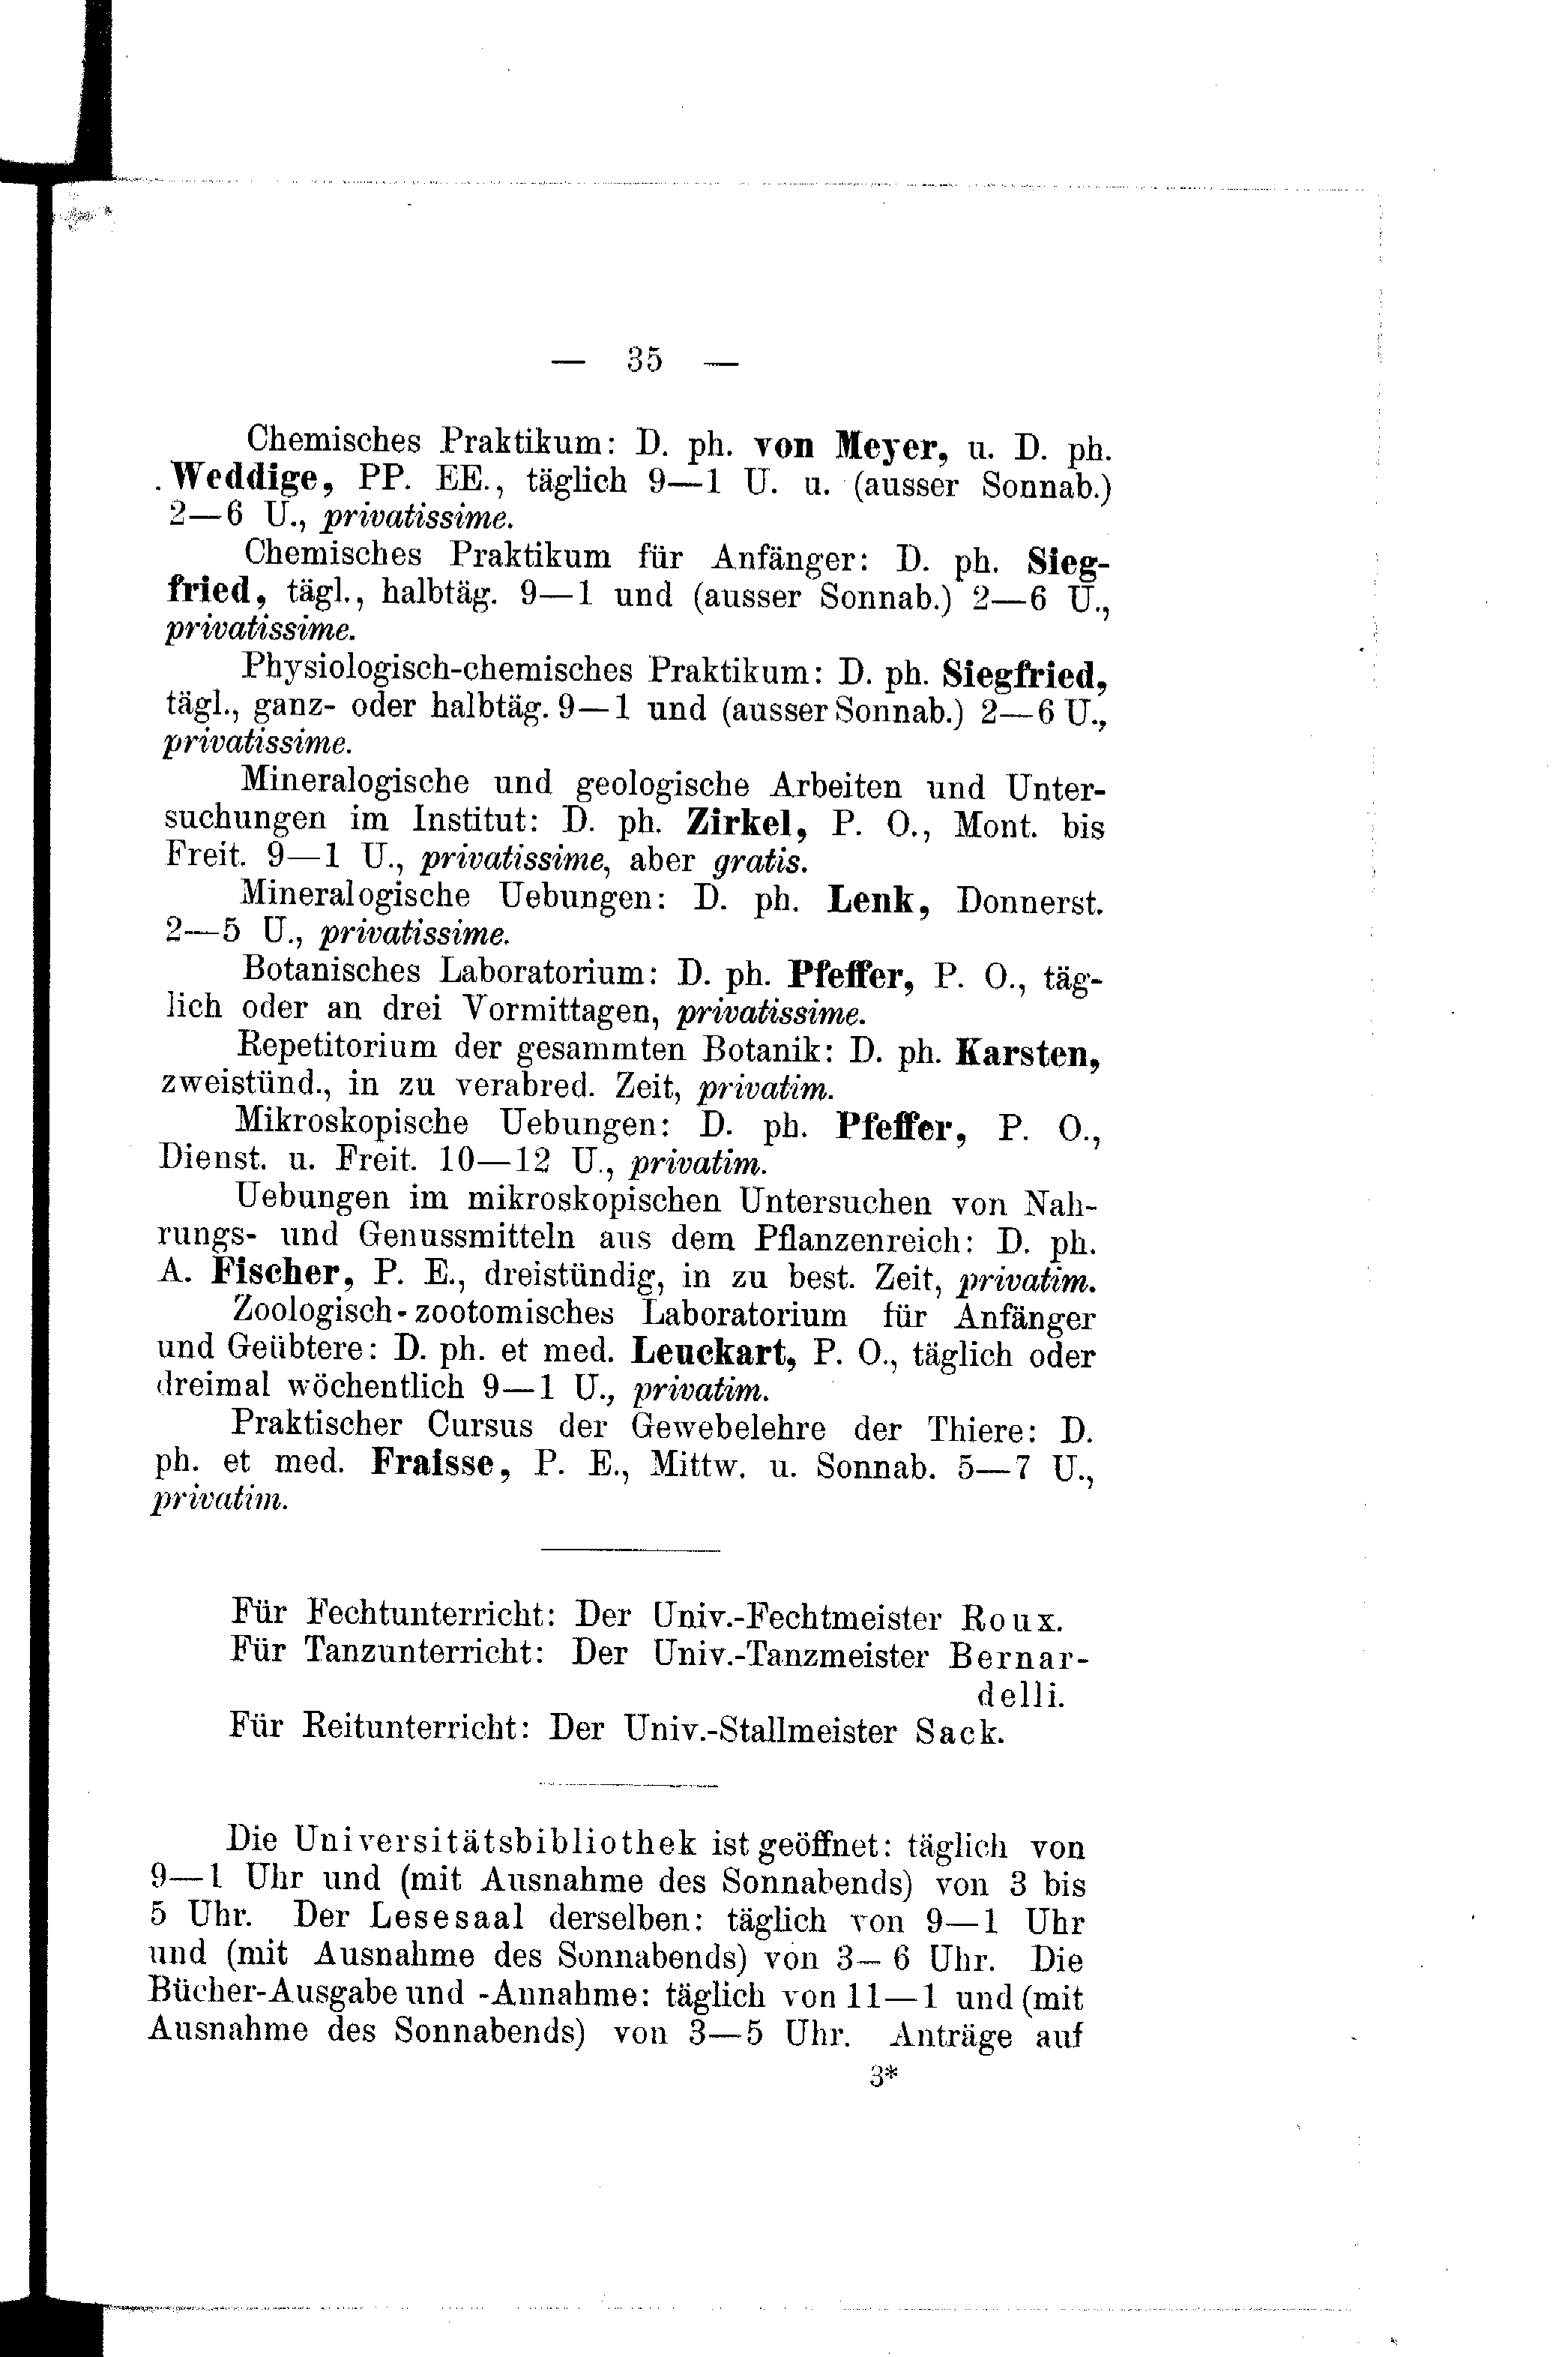 — 35 —
Chemisches Praktikum: D. ph. von Meyer, u. D. ph.
Weddige, PP. EE., täglich 9—1 U. u. (ausser Sonnab.)
2—6 U., privatissime.
Chemisches Praktikum für Anfänger: D. ph. Sieg-
fried, tägl., halbtäg. 9—1 und (ausser Sonnab.) 2—6 U.,
privatissime.
Physiologisch-chemisches Praktikum: D. ph. Siegfried,
tägl., ganz- oder halbtäg. 9—1 und (ausser Sonnab.) 2—6 U.,
privatissime.
Mineralogische und geologische Arbeiten und Unter-
suchungen im Institut: D. ph. Zirkel, P. O., Mont. bis
Freit. 9—1 U., privatissime, aber gratis.
Mineralogische Uebungen: D. ph. Lenk, Donnerst.
2—5 U., privatissime.
Botanisches Laboratorium: D. ph. Pfeffer, P. O., täg-
lich oder an drei Vormittagen, privatissime.
Repetitorium der gesammten Botanik: D. ph. Karsten,
zweistünd., in zu verabred. Zeit, privatim.
Mikroskopische Uebungen: D. ph. Pfeffer, P. O.,
Dienst. u. Freit. 10—12 U., privatim.
Uebungen im mikroskopischen Untersuchen von Nah-
rungs- und Genussmitteln aus dem Pflanzenreich: D. ph.
A. Fischer, P. E., dreistündig, in zu best. Zeit, privatim.
Zoologisch-zootomisches Laboratorium für Anfänger
und Geübtere: D. ph. et med. Leuckart, P. O., täglich oder
dreimal wöchentlich 9—1 U., privatim.
Praktischer Cursus der Gewebelehre der Thiere: D.
ph. et med. Fraisse, P. E., Mittw. u. Sonnab. 5—7 U.,
privatim.
Für Fechtunterricht: Der Univ.-Fechtmeister Roux.
Für Tanzunterricht: Der Univ.-Tanzmeister Bernar-
delli.
Für Reitunterricht: Der Univ.-Stallmeister Sack.
Die Universitätsbibliothek ist geöffnet: täglich von
9—1 Uhr und (mit Ausnahme des Sonnabends) von 3 bis
5 Uhr. Der Lesesaal derselben: täglich von 9—1 Uhr
und (mit Ausnahme des Sonnabends) von 3—6 Uhr. Die
Bücher-Ausgabe und -Annahme: täglich von 11—1 und (mit
Ausnahme des Sonnabends) von 3—5 Uhr. Anträge auf
3*